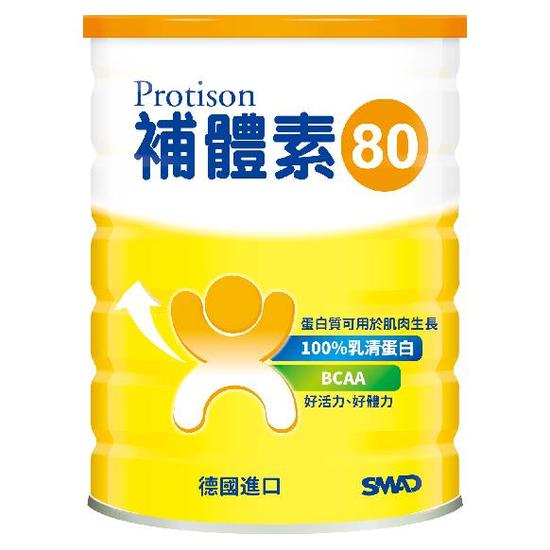 Protison
補體素80
蛋白質可用於肌肉生長
100%乳清蛋白
BCAA
好活力、好體力
德國進口
SMAD